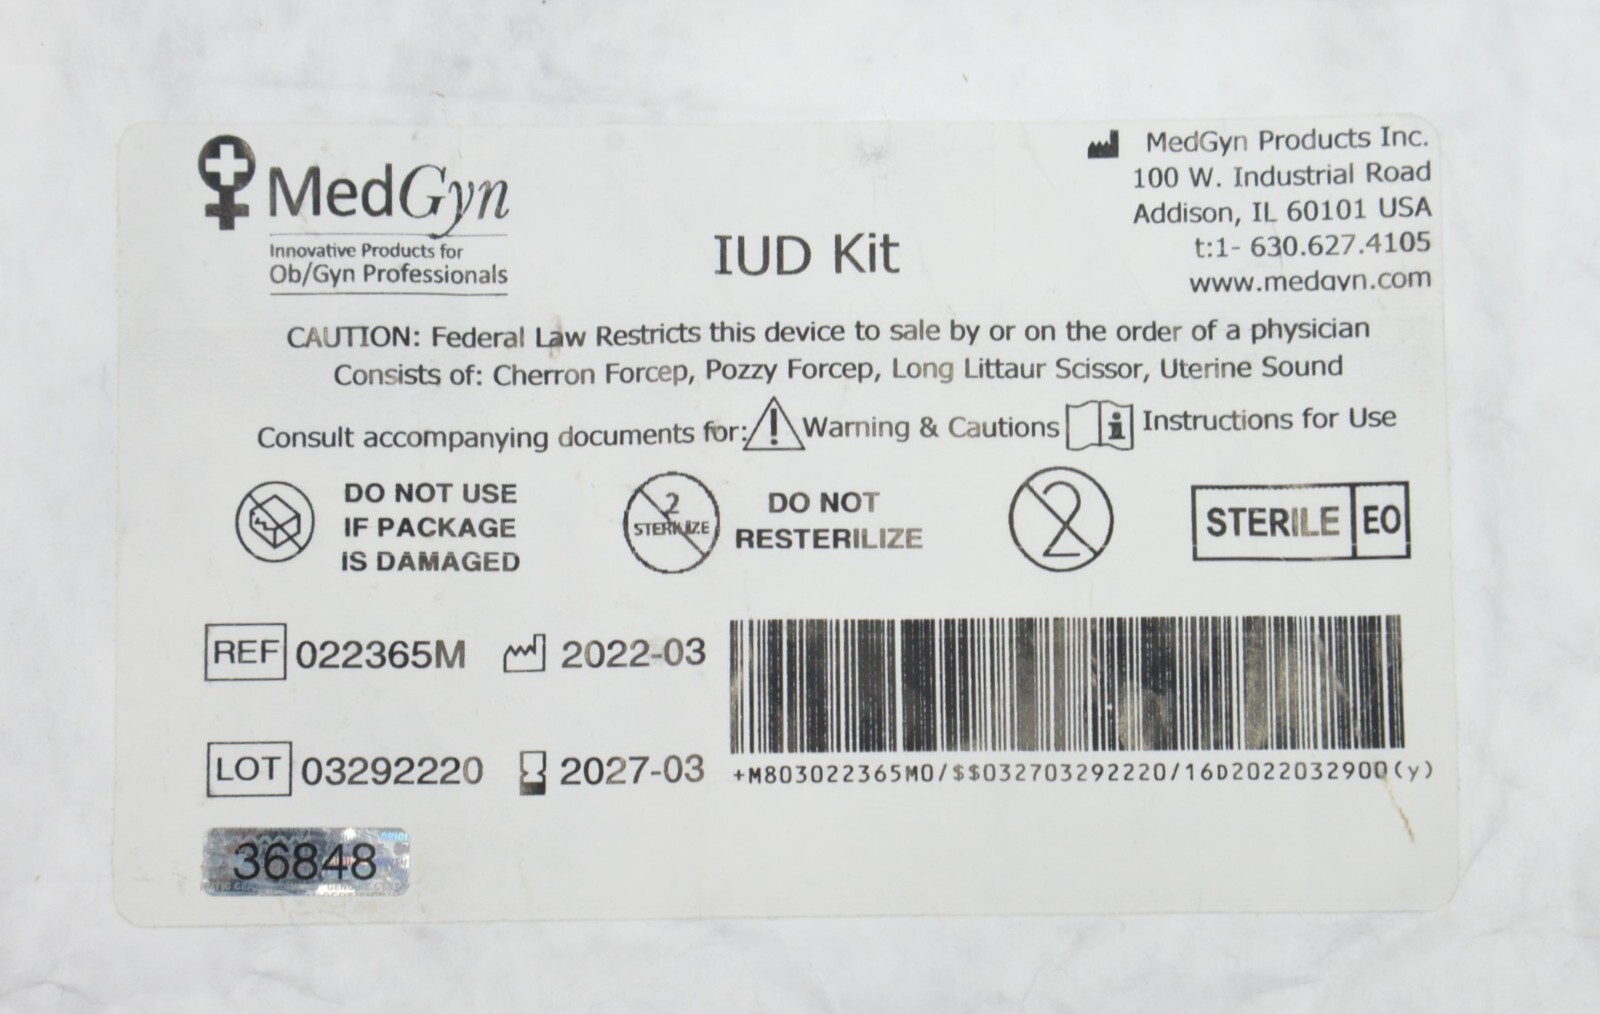 MedGyn
Innovative Products for
Ob/Gyn Professionals
IUD Kit
MedGyn Products Inc.
100 W. Industrial Road
Addison, IL 60101 USA
t:1- 630.627.4105
www.medgyn.com
CAUTION: Federal Law Restricts this device to sale by or on the order of a physician
Consists of: Cherron Forcep, Pozzy Forcep, Long Littaur Scissor, Uterine Sound
Consult accompanying documents for: ! Warning & Cautions i Instructions for Use
DO NOT USE
IF PACKAGE
IS DAMAGED
2
STERILIZE
DO NOT
RESTERILIZE
2
STERILE EO
REF 022365M 2022-03
LOT 03292220 2027-03
+M803022365M0/$$032703292220/16D2022032900(y)
36848